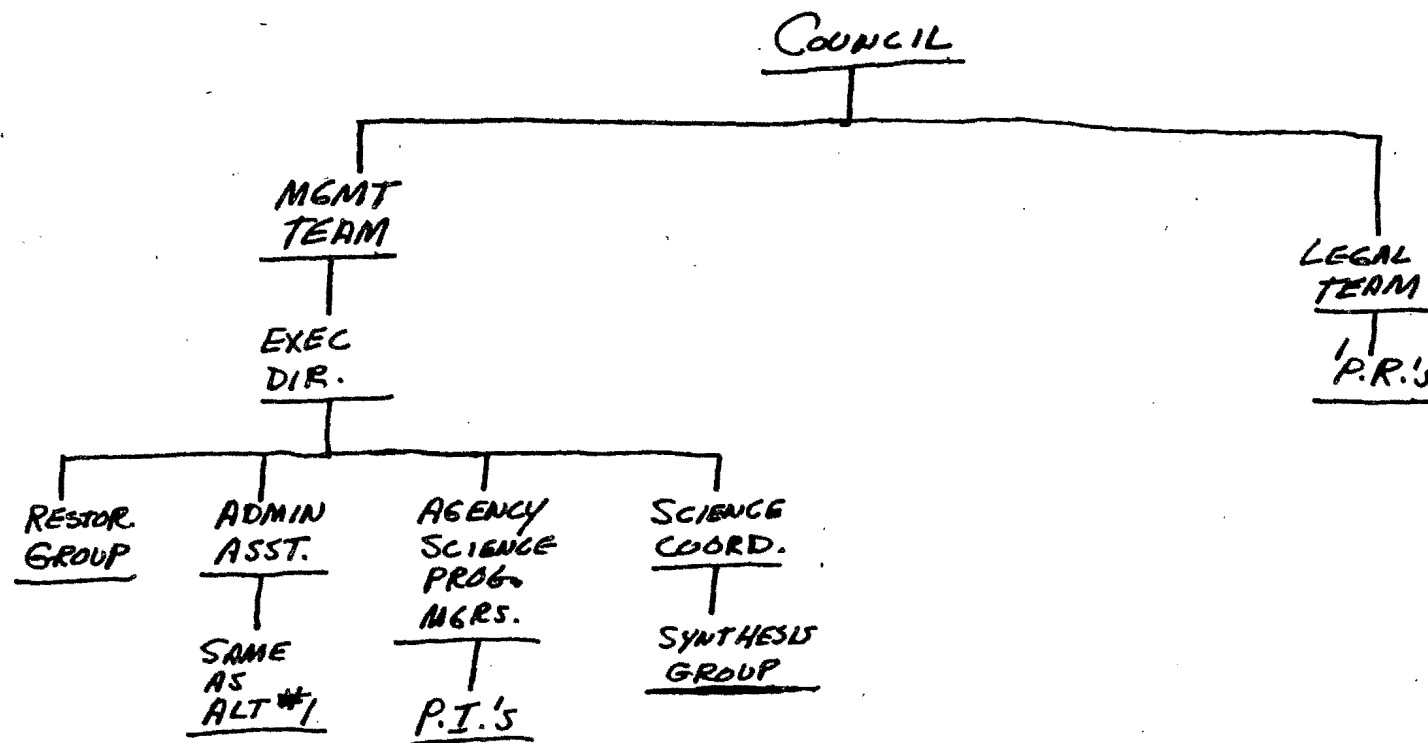 COUNCIL
MGMT
TEAM
LEGAL
TEAM
EXEC
DIR.
'P.R.'s
RESTOR.
GROUP
ADMIN
ASST.
AGENCY
SCIENCE
PROG.
MGRS.
SCIENCE
COORD.
SAME
AS
ALT #1
P.I.'s
SYNTHESIS
GROUP